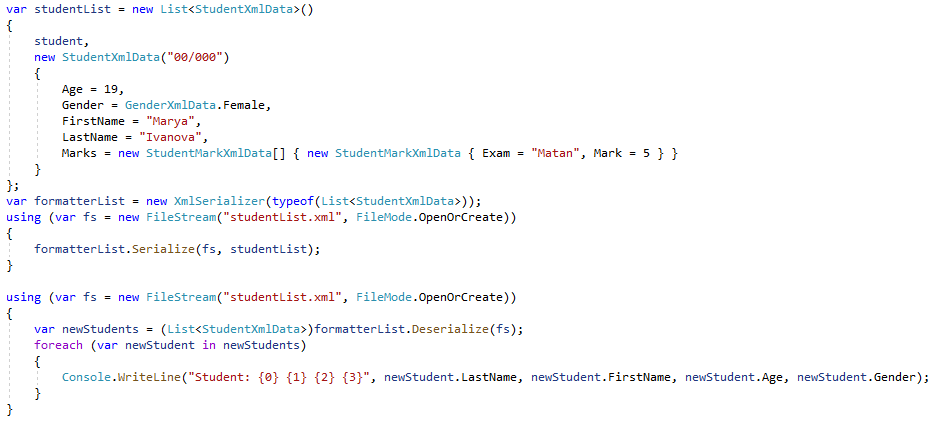 var studentList = new List<StudentXmlData>()
{
    student,
    new StudentXmlData("00/000")
    {
        Age = 19,
        Gender = GenderXmlData.Female,
        FirstName = "Marya",
        LastName = "Ivanova",
        Marks = new StudentMarkXmlData[] { new StudentMarkXmlData { Exam = "Matan", Mark = 5 } }
    }
};
var formatterList = new XmlSerializer(typeof(List<StudentXmlData>));
using (var fs = new FileStream("studentList.xml", FileMode.OpenOrCreate))
{
    formatterList.Serialize(fs, studentList);
}

using (var fs = new FileStream("studentList.xml", FileMode.OpenOrCreate))
{
    var newStudents = (List<StudentXmlData>)formatterList.Deserialize(fs);
    foreach (var newStudent in newStudents)
    {
        Console.WriteLine("Student: {0} {1} {2} {3}", newStudent.LastName, newStudent.FirstName, newStudent.Age, newStudent.Gender);
    }
}